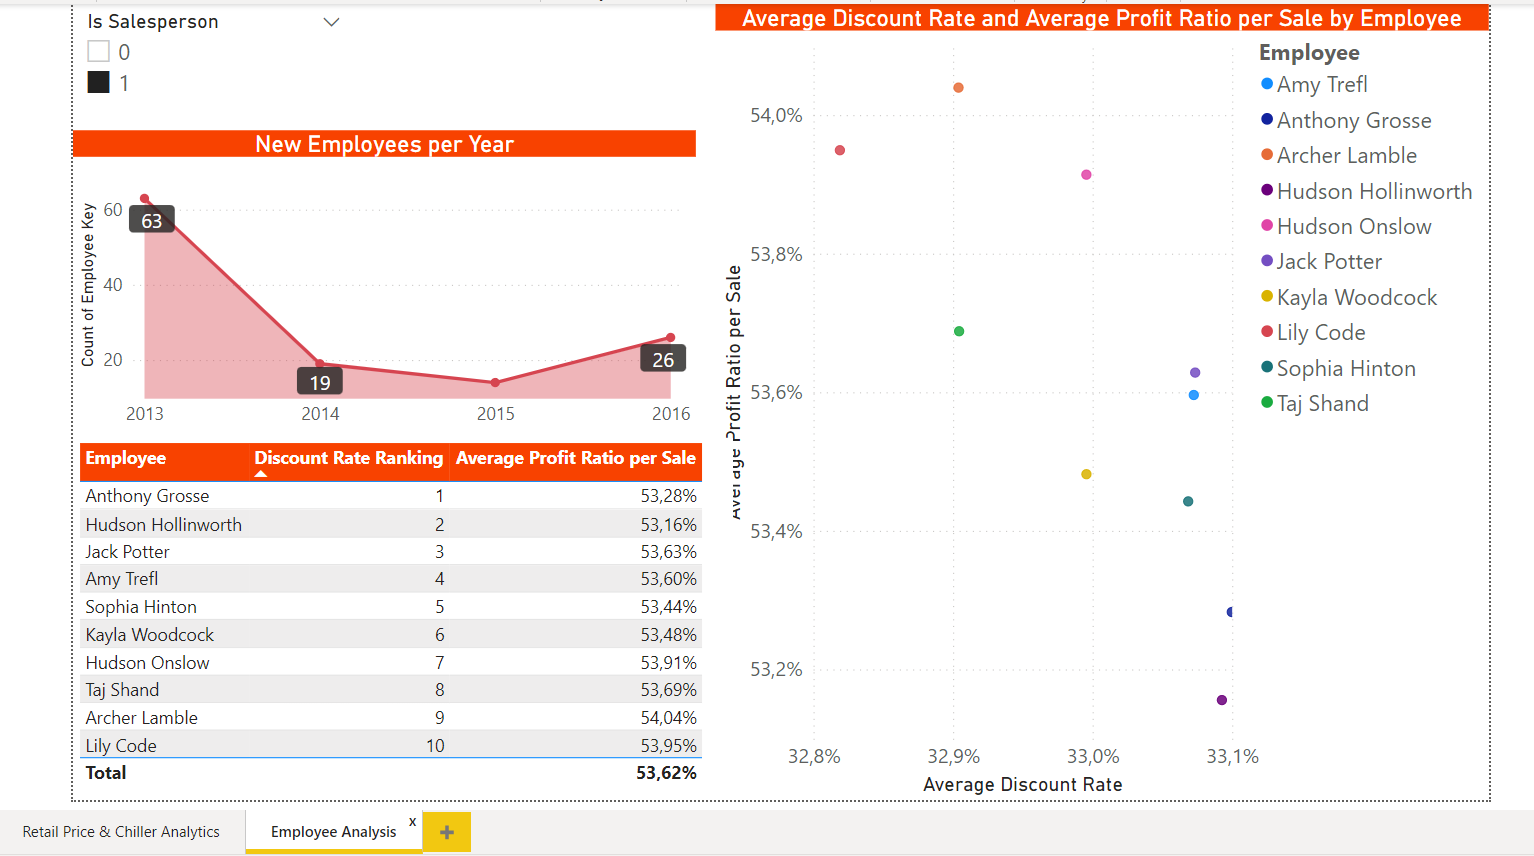 Is Salesperson
0
1
New Employees per Year
Count of Employee Key
60
40
20
63
19
26
2013 2014 2015 2016
Employee Discount Rate Ranking Average Profit Ratio per Sale
Anthony Grosse 1 53,28%
Hudson Hollinworth 2 53,16%
Jack Potter 3 53,63%
Amy Trefl 4 53,60%
Sophia Hinton 5 53,44%
Kayla Woodcock 6 53,48%
Hudson Onslow 7 53,91%
Taj Shand 8 53,69%
Archer Lamble 9 54,04%
Lily Code 10 53,95%
Total 53,62%
Average Discount Rate and Average Profit Ratio per Sale by Employee
Average Profit Ratio per Sale
54,0%
53,8%
53,6%
53,4%
53,2%
32,8% 32,9% 33,0% 33,1%
Average Discount Rate
Employee
Amy Trefl
Anthony Grosse
Archer Lamble
Hudson Hollinworth
Hudson Onslow
Jack Potter
Kayla Woodcock
Lily Code
Sophia Hinton
Taj Shand
Retail Price & Chiller Analytics Employee Analysis x +